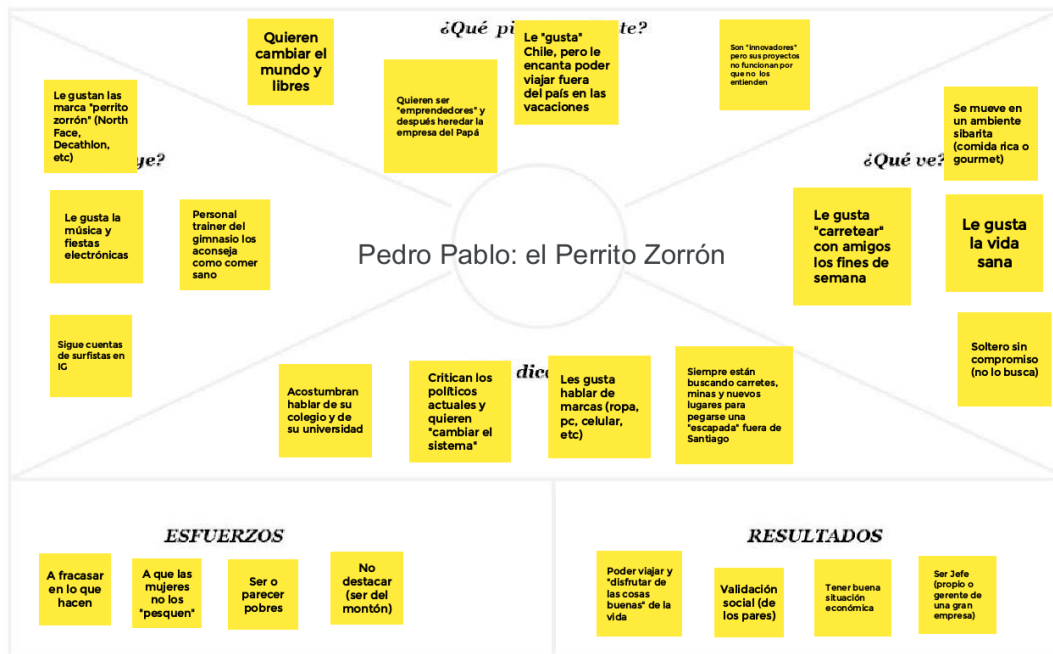 ¿Qué pi
te?
Quieren
cambiar el
mundo y
libres
Quieren ser
"emprendedores" y
después heredar la
empresa del Papá
Le "gusta"
Chile, pero le
encanta poder
viajar fuera
del país en las
vacaciones
Son "innovadores"
pero sus proyectos
no funcionan por
que no los
entienden
Le gustan las
marca "perrito
zorrón" (North
Face,
Decathlon,
etc)
ye?
Le gusta la
música y
fiestas
electrónicas
Personal
trainer del
gimnasio los
aconseja
como comer
sano
Sigue cuentas
de surfistas en
IG
Pedro Pablo: el Perrito Zorrón
Se mueve en
un ambiente
sibarita
(comida rica o
gourmet)
¿Qué ve?
Le gusta
"carretear"
con amigos
los fines de
semana
Le gusta
la vida
sana
Soltero sin
compromiso
(no lo busca)
dice
Acostumbran
hablar de su
colegio y de
su universidad
Critican los
políticos
actuales y
quieren
"cambiar el
sistema"
Les gusta
hablar de
marcas (ropa,
pc, celular,
etc)
Siempre están
buscando carretes,
minas y nuevos
lugares para
pegarse una
"escapada" fuera de
Santiago
ESFUERZOS
A fracasar
en lo que
hacen
A que las
mujeres
no los
"pesquen"
Ser o
parecer
pobres
No
destacar
(ser del
montón)
RESULTADOS
Poder viajar y
"disfrutar de
las cosas
buenas" de la
vida
Validación
social (de
los pares)
Tener buena
situación
económica
Ser Jefe
(propio o
gerente de
una gran
empresa)